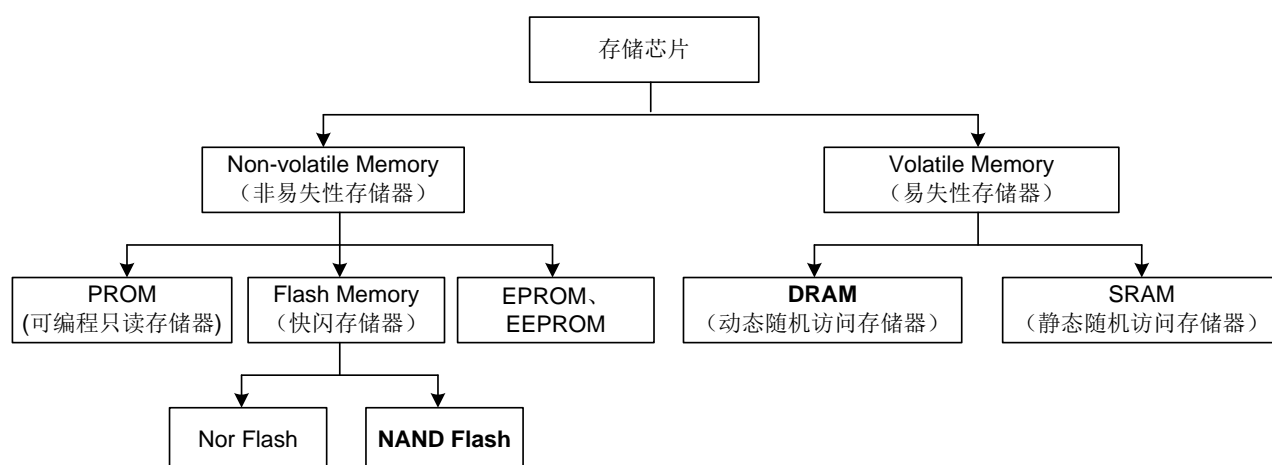 存储芯片
Non-volatile Memory
（非易失性存储器）
Volatile Memory
（易失性存储器）
PROM
(可编程只读存储器)
Flash Memory
（快闪存储器）
EPROM、
EEPROM
DRAM
（动态随机访问存储器）
SRAM
（静态随机访问存储器）
Nor Flash
NAND Flash